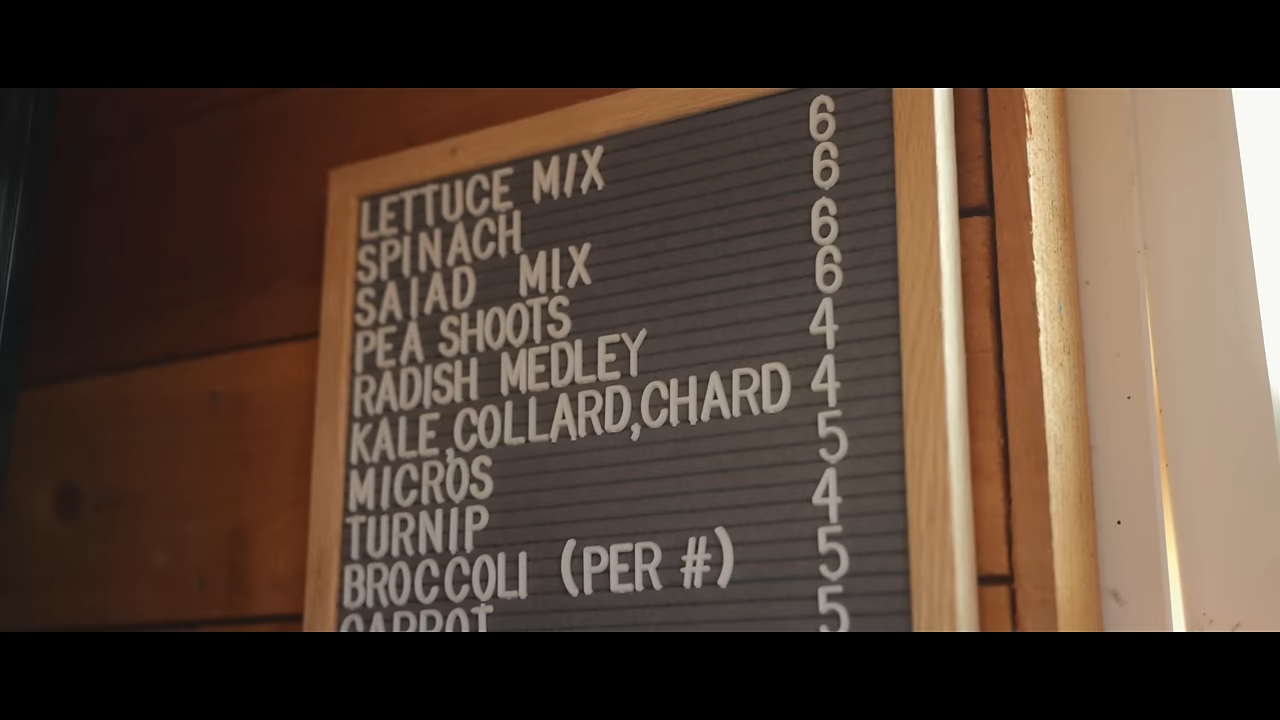 LETTUCE MIX 6
SPINACH 6
SAIAD MIX 6
PEA SHOOTS 6
RADISH MEDLEY 4
KALE,COLLARD,CHARD 4
MICROS 5
TURNIP 4
BROCCOLI (PER #) 5
CARROT 5